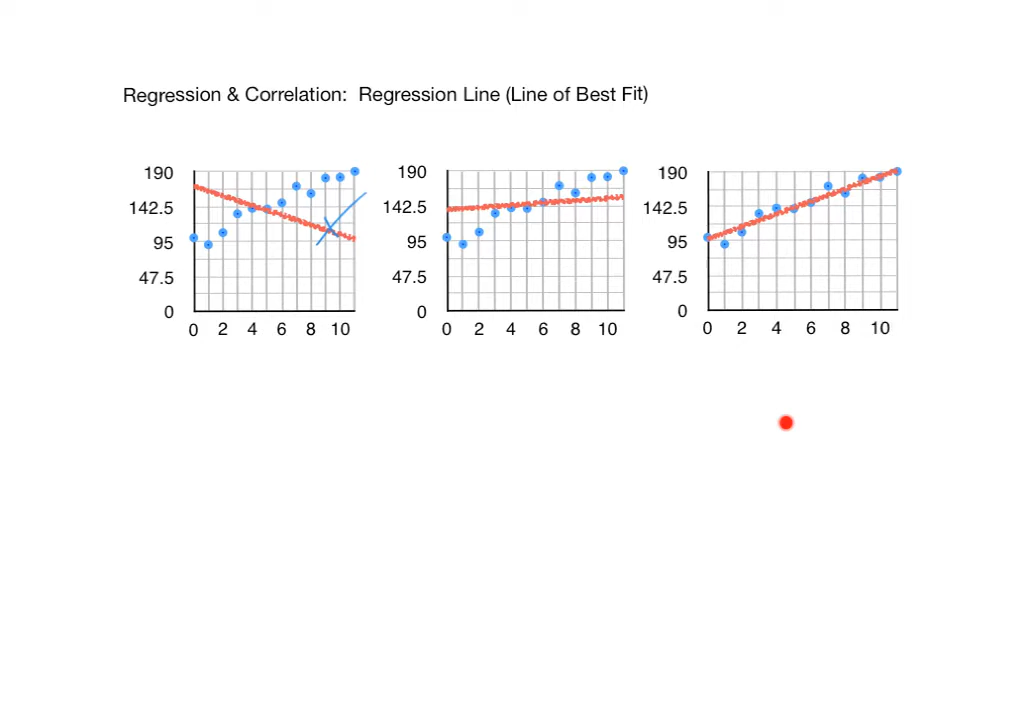 Regression & Correlation: Regression Line (Line of Best Fit)
190 190 190
142.5 142.5 142.5
95 95 95
47.5 47.5 47.5
0 0 0
0 2 4 6 8 10 0 2 4 6 8 10 0 2 4 6 8 10